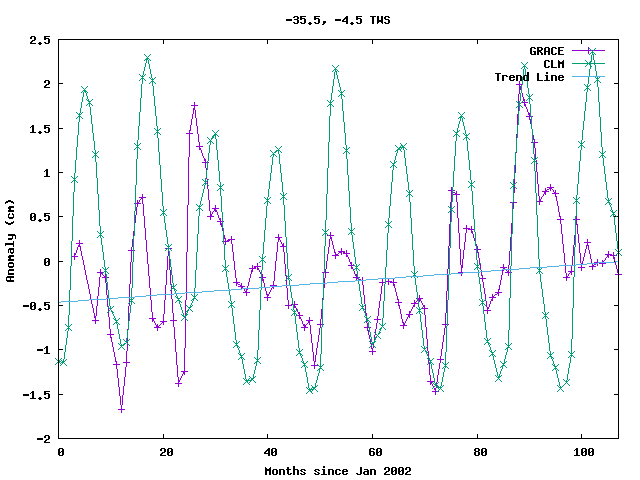 -35.5, -4.5 TWS
GRACE
CLM
Trend Line
2.5
2
1.5
1
0.5
0
-0.5
-1
-1.5
-2
Anomaly (cm)
0 20 40 60 80 100
Months since Jan 2002